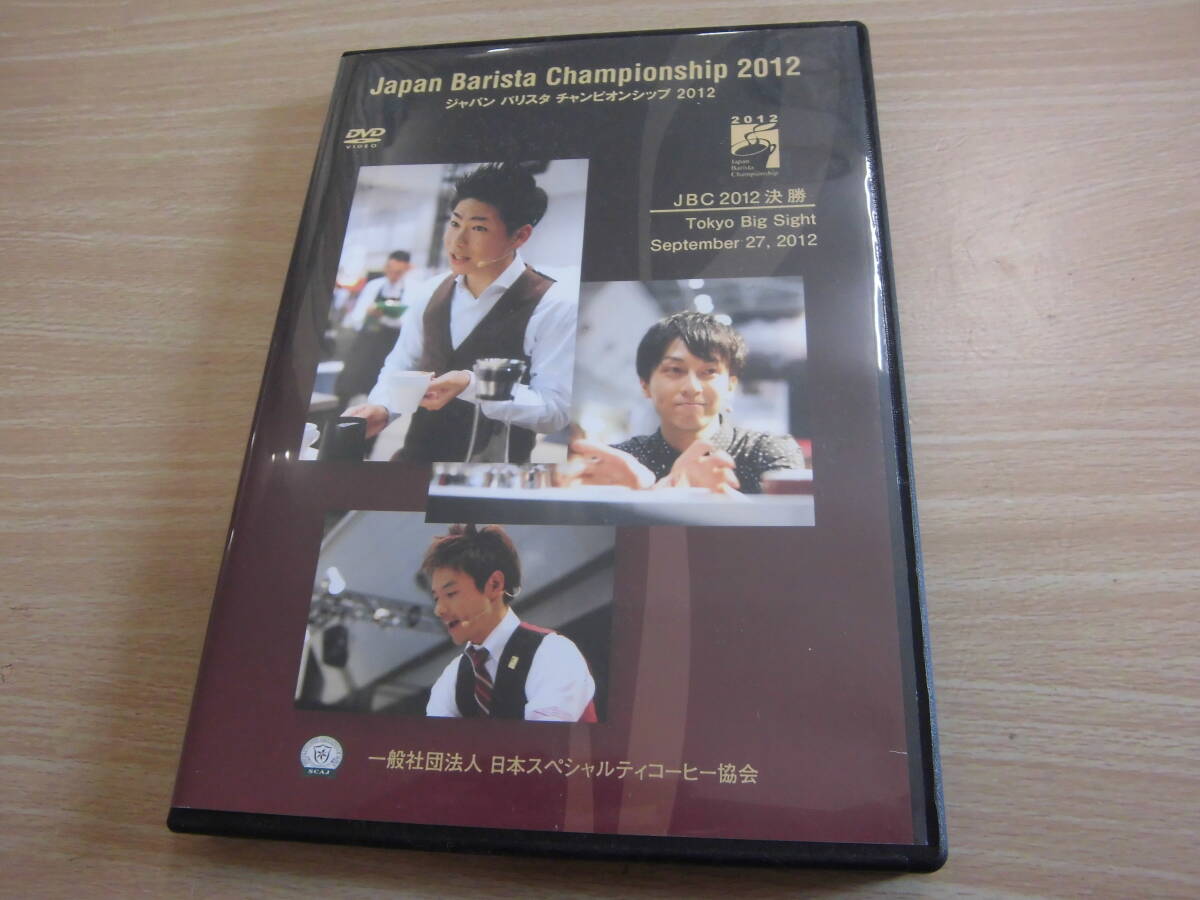 Japan Barista Championship 2012
ジャパン バリスタ チャンピオンシップ 2012
DVD
VIDEO
2012
Japan
Barista
Championship
JBC 2012 決勝
Tokyo Big Sight
September 27, 2012
SCAJ
一般社団法人 日本スペシャルティコーヒー協会